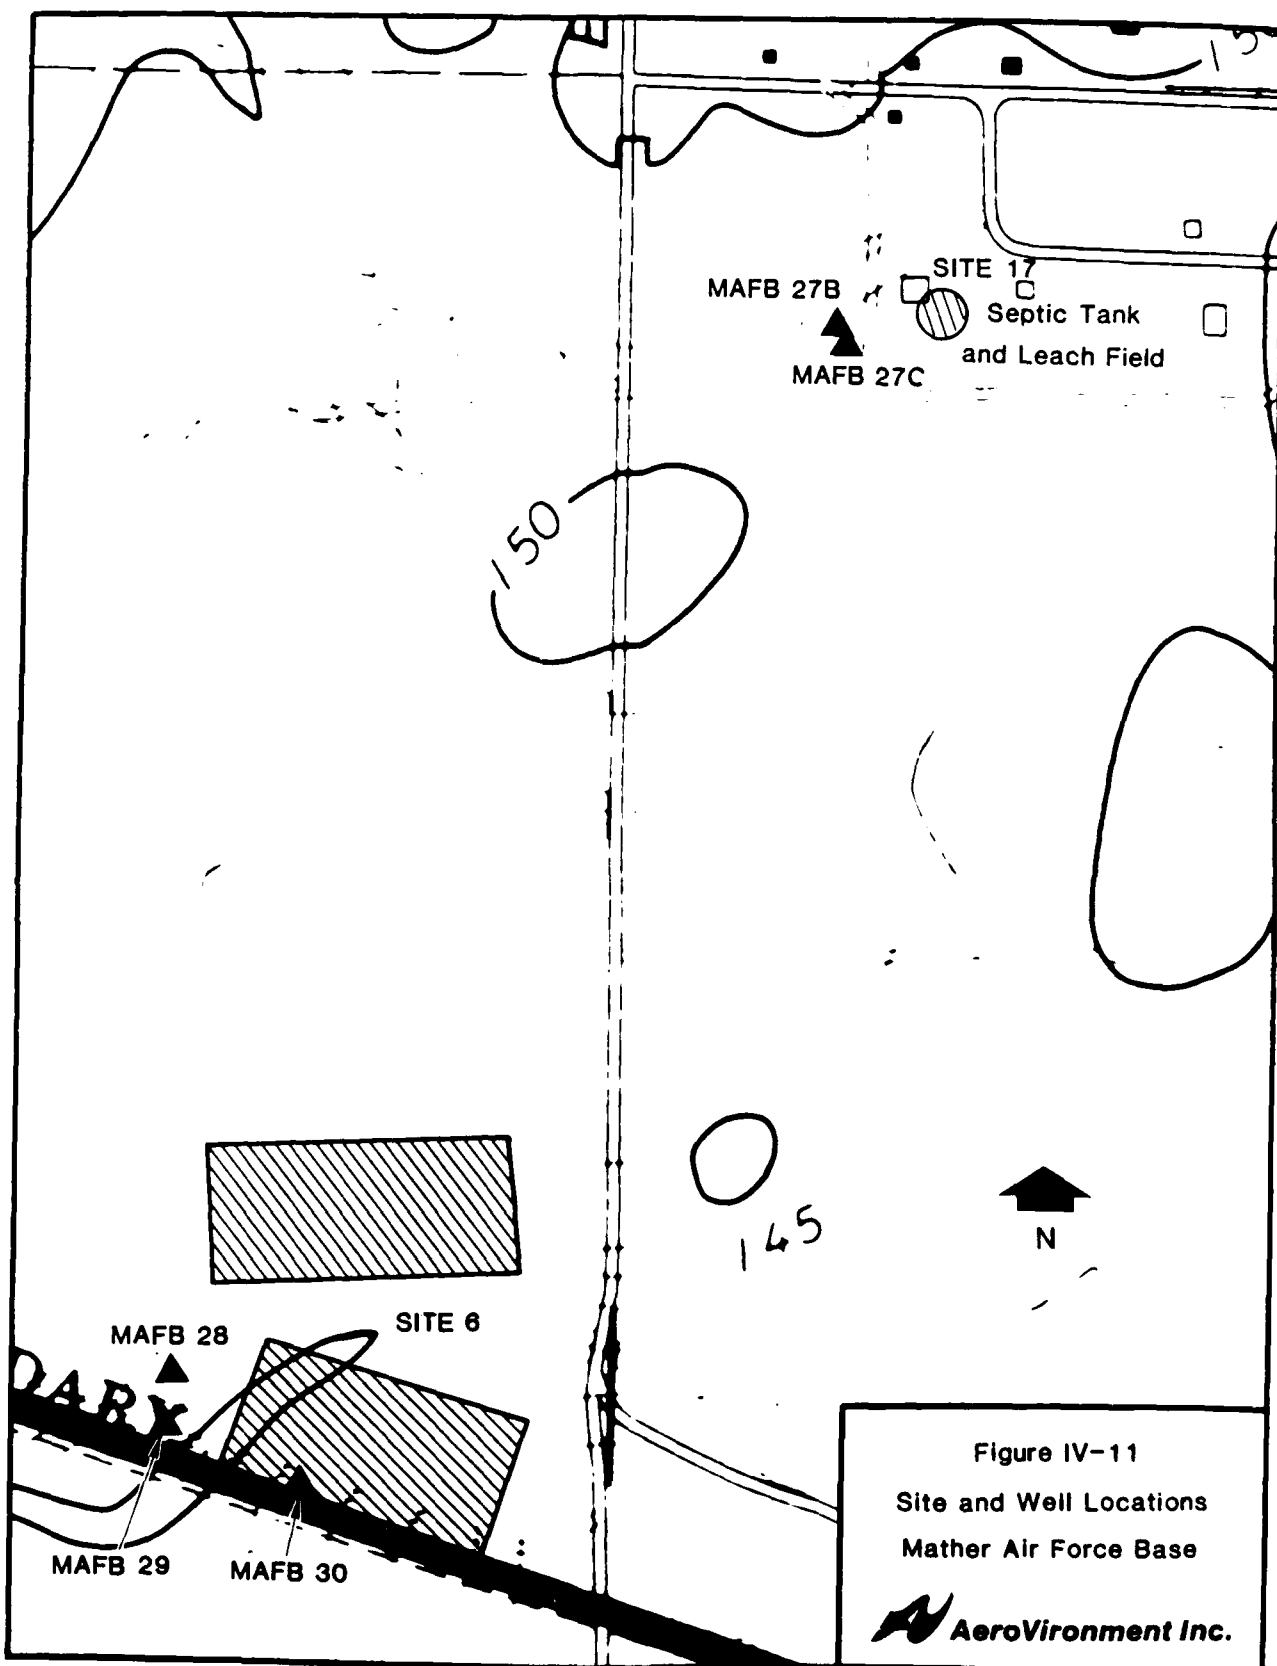 MAFB 27B
SITE 17
Septic Tank
and Leach Field
MAFB 27C
150
145
N
SITE 6
MAFB 28
DARY
MAFB 29
MAFB 30
Figure IV-11
Site and Well Locations
Mather Air Force Base
AeroVironment Inc.